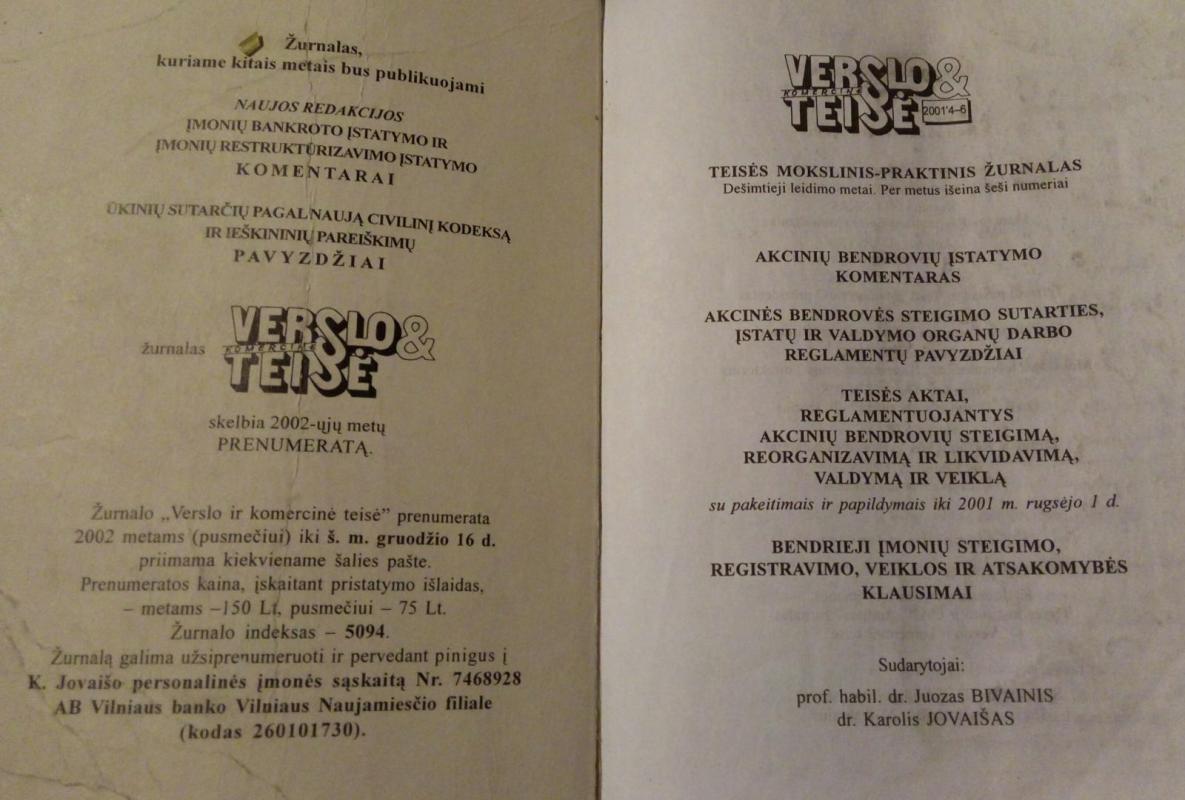 Žurnalas,
kuriame kitais metais bus publikuojami
NAUJOS REDAKCIJOS
ĮMONIŲ BANKROTO ĮSTATYMO IR
ĮMONIŲ RESTRUKTŪRIZAVIMO ĮSTATYMO
KOMENTARAI
ŪKINIŲ SUTARČIŲ PAGAL NAUJĄ CIVILINĮ KODEKSĄ
IR IEŠKININIŲ PAREIŠKIMŲ
PAVYZDŽIAI
žurnalas
VERSLO &
KOMERCINĖ
TEISĖ
skelbia 2002-ųjų metų
PRENUMERATĄ.
Žurnalo „Verslo ir komercinė teisė” prenumerata
2002 metams (pusmečiui) iki š. m. gruodžio 16 d.
priimama kiekviename šalies pašte.
Prenumeratos kaina, įskaitant pristatymo išlaidas,
– metams –150 Lt, pusmečiui – 75 Lt.
Žurnalo indeksas – 5094.
Žurnalą galima užsiprenumeruoti ir pervedant pinigus į
K. Jovaišo personalinės įmonės sąskaitą Nr. 7468928
AB Vilniaus banko Vilniaus Naujamiesčio filiale
(kodas 260101730).
VERSLO &
KOMERCINĖ
TEISĖ
2001'4–6
TEISĖS MOKSLINIS-PRAKTINIS ŽURNALAS
Dešimtieji leidimo metai. Per metus išeina šeši numeriai
AKCINIŲ BENDROVIŲ ĮSTATYMO
KOMENTARAS
AKCINĖS BENDROVĖS STEIGIMO SUTARTIES,
ĮSTATŲ IR VALDYMO ORGANŲ DARBO
REGLAMENTŲ PAVYZDŽIAI
TEISĖS AKTAI,
REGLAMENTUOJANTYS
AKCINIŲ BENDROVIŲ STEIGIMĄ,
REORGANIZAVIMĄ IR LIKVIDAVIMĄ,
VALDYMĄ IR VEIKLĄ
su pakeitimais ir papildymais iki 2001 m. rugsėjo 1 d.
BENDRIEJI ĮMONIŲ STEIGIMO,
REGISTRAVIMO, VEIKLOS IR ATSAKOMYBĖS
KLAUSIMAI
Sudarytojai:
prof. habil. dr. Juozas BIVAINIS
dr. Karolis JOVAIŠAS